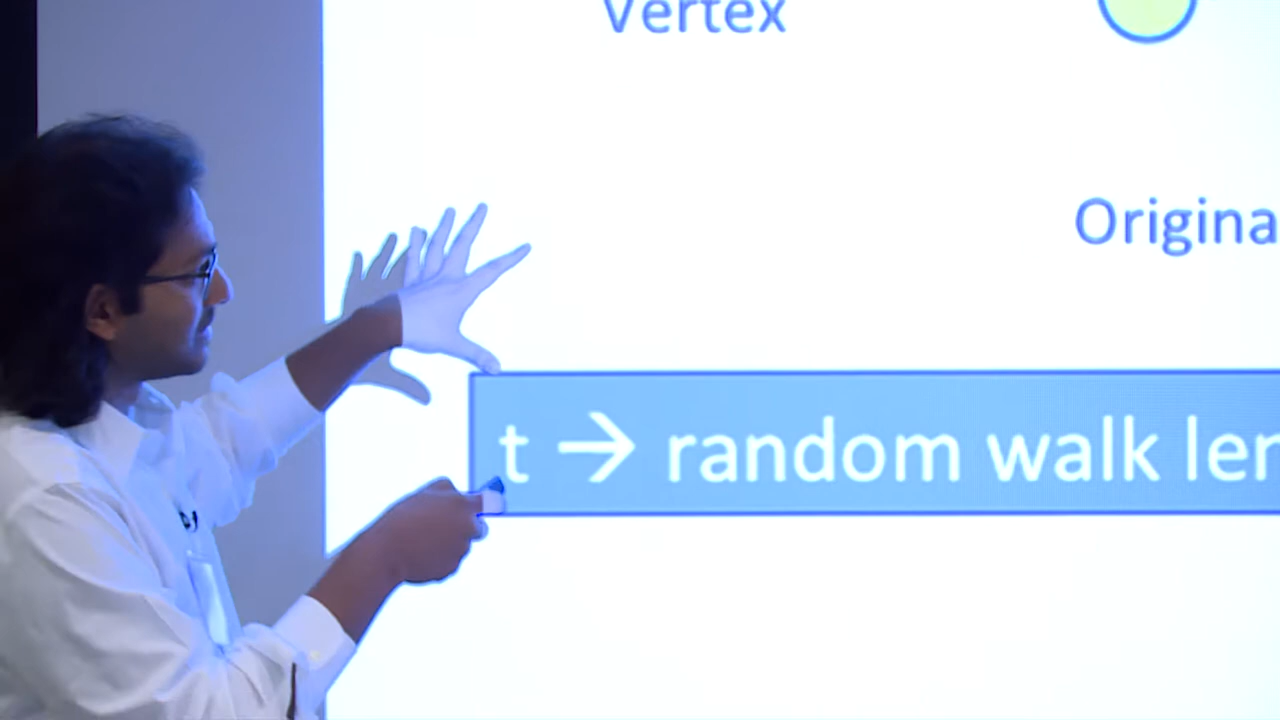 Vertex
Origina
t → random walk len